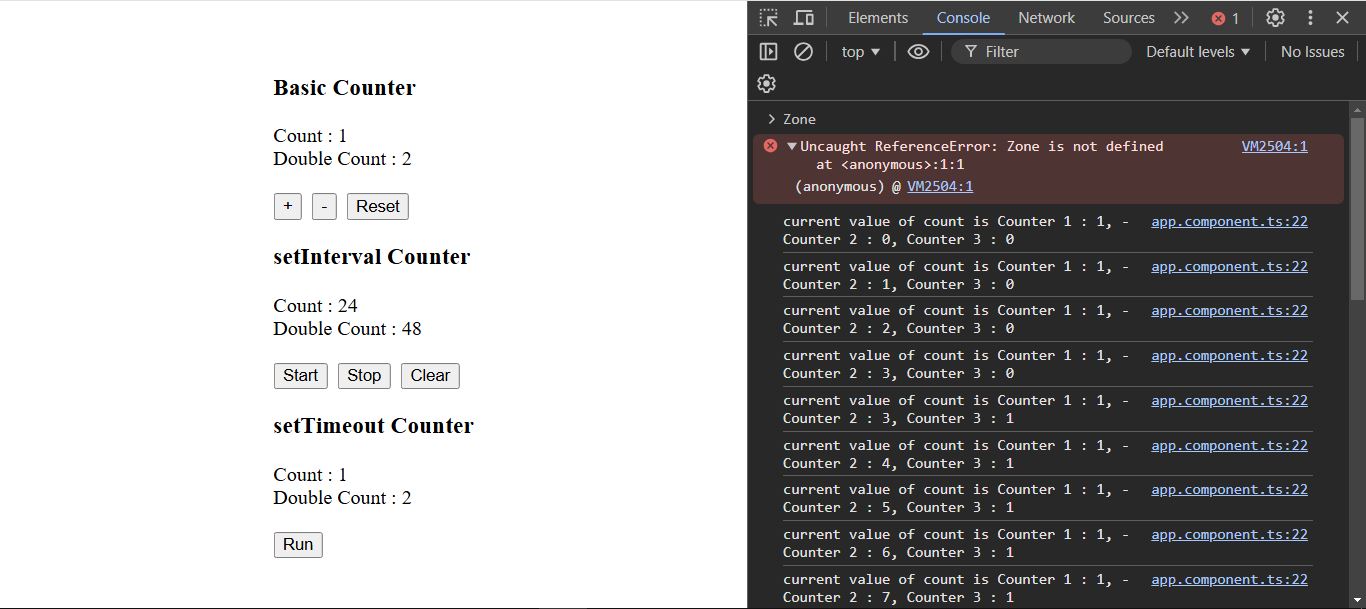 Basic Counter
Count : 1
Double Count : 2
+ - Reset
setInterval Counter
Count : 24
Double Count : 48
Start Stop Clear
setTimeout Counter
Count : 1
Double Count : 2
Run
Elements Console Network Sources 1
top Filter Default levels No Issues
Zone
Uncaught ReferenceError: Zone is not defined VM2504:1
at <anonymous>:1:1
(anonymous) @ VM2504:1
current value of count is Counter 1 : 1, - app.component.ts:22
Counter 2 : 0, Counter 3 : 0
current value of count is Counter 1 : 1, - app.component.ts:22
Counter 2 : 1, Counter 3 : 0
current value of count is Counter 1 : 1, - app.component.ts:22
Counter 2 : 2, Counter 3 : 0
current value of count is Counter 1 : 1, - app.component.ts:22
Counter 2 : 3, Counter 3 : 0
current value of count is Counter 1 : 1, - app.component.ts:22
Counter 2 : 3, Counter 3 : 1
current value of count is Counter 1 : 1, - app.component.ts:22
Counter 2 : 4, Counter 3 : 1
current value of count is Counter 1 : 1, - app.component.ts:22
Counter 2 : 5, Counter 3 : 1
current value of count is Counter 1 : 1, - app.component.ts:22
Counter 2 : 6, Counter 3 : 1
current value of count is Counter 1 : 1, - app.component.ts:22
Counter 2 : 7, Counter 3 : 1